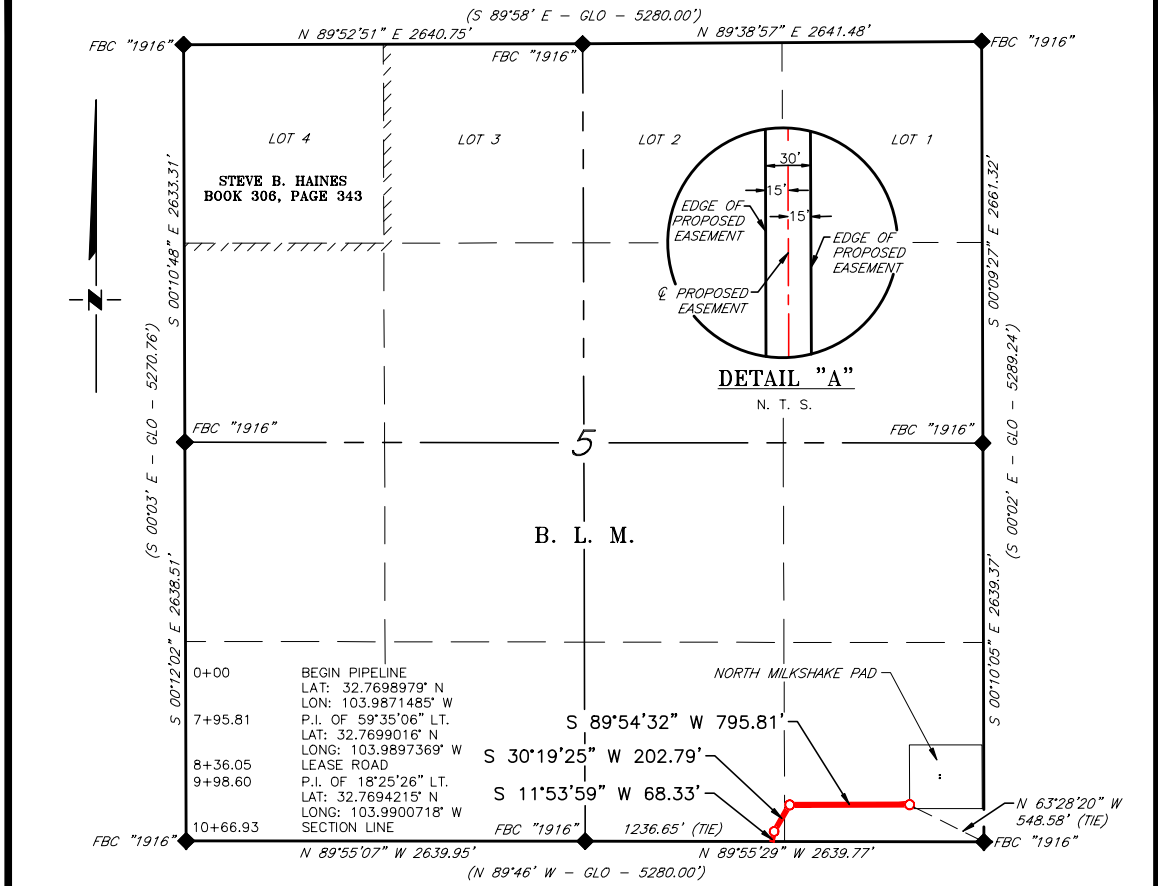 (S 89°58' E - GLO - 5280.00')
N 89°52'51" E 2640.75'
N 89°38'57" E 2641.48'
FBC "1916"
FBC "1916"
FBC "1916"
LOT 4
LOT 3
LOT 2
LOT 1
STEVE B. HAINES
BOOK 306, PAGE 343
S 00°10'48" E 2633.31'
S 00°09'27" E 2661.32'
30'
15'
15'
EDGE OF
PROPOSED
EASEMENT
EDGE OF
PROPOSED
EASEMENT
℄ PROPOSED
EASEMENT
N
DETAIL "A"
N. T. S.
(S 00°03' E - GLO - 5270.76')
(S 00°02' E - GLO - 5289.24')
FBC "1916"
5
FBC "1916"
B. L. M.
S 00°12'02" E 2638.51'
S 00°10'05" E 2639.37'
0+00 BEGIN PIPELINE
LAT: 32.7698979° N
LON: 103.9871485° W
7+95.81 P.I. OF 59°35'06" LT.
LAT: 32.7699016° N
LONG: 103.9897369° W
8+36.05 LEASE ROAD
9+98.60 P.I. OF 18°25'26" LT.
LAT: 32.7694215° N
LONG: 103.9900718° W
10+66.93 SECTION LINE
NORTH MILKSHAKE PAD
S 89°54'32" W 795.81'
S 30°19'25" W 202.79'
S 11°53'59" W 68.33'
N 63°28'20" W
548.58' (TIE)
FBC "1916"
FBC "1916"
1236.65' (TIE)
FBC "1916"
N 89°55'07" W 2639.95'
N 89°55'29" W 2639.77'
(N 89°46' W - GLO - 5280.00')